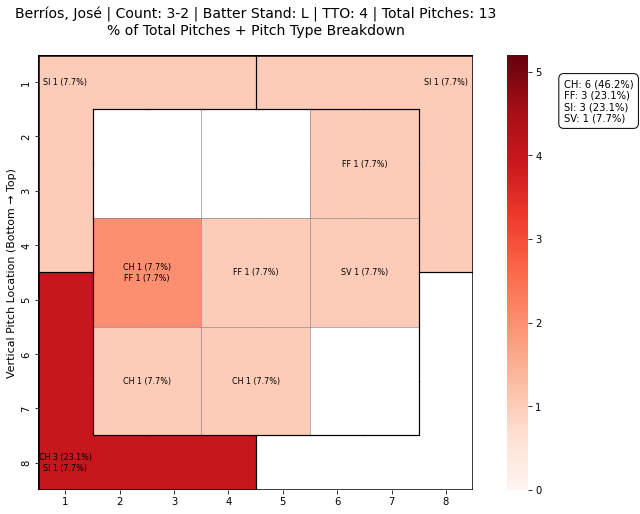 Berríos, José | Count: 3-2 | Batter Stand: L | TTO: 4 | Total Pitches: 13
% of Total Pitches + Pitch Type Breakdown
Vertical Pitch Location (Bottom → Top)
1
2
3
4
5
6
7
8
SI 1 (7.7%)
SI 1 (7.7%)
FF 1 (7.7%)
CH 1 (7.7%)
FF 1 (7.7%)
FF 1 (7.7%)
SV 1 (7.7%)
CH 1 (7.7%)
CH 1 (7.7%)
CH 3 (23.1%)
SI 1 (7.7%)
1
2
3
4
5
6
7
8
5
4
3
2
1
0
CH: 6 (46.2%)
FF: 3 (23.1%)
SI: 3 (23.1%)
SV: 1 (7.7%)